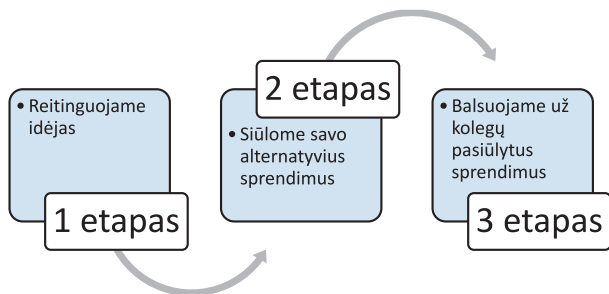 • Reitinguojame
idėjas
1 etapas
2 etapas
• Siūlome savo
alternatyvius
sprendimus
• Balsuojame už
kolegų
pasiūlytus
sprendimus
3 etapas